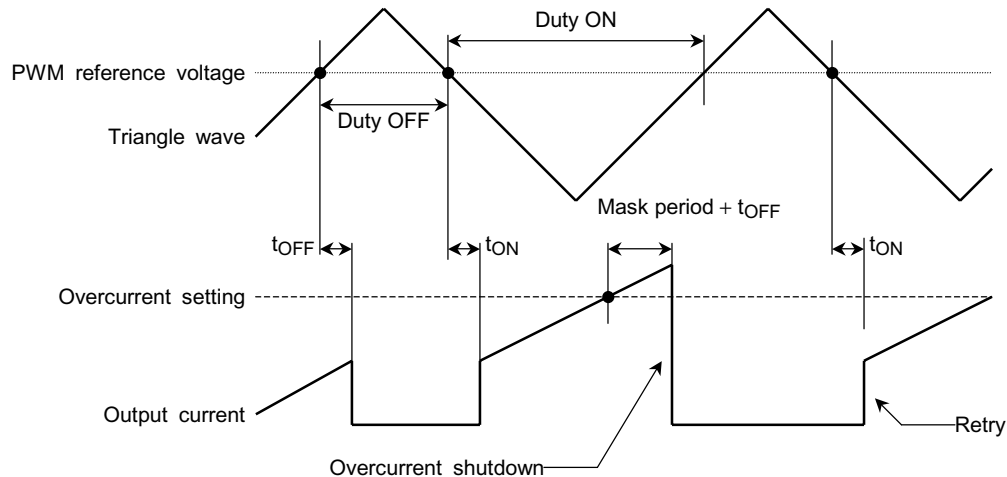 Duty ON
PWM reference voltage
Duty OFF
Triangle wave
Mask period + tOFF
tOFF
tON
tON
Overcurrent setting
Output current
Retry
Overcurrent shutdown